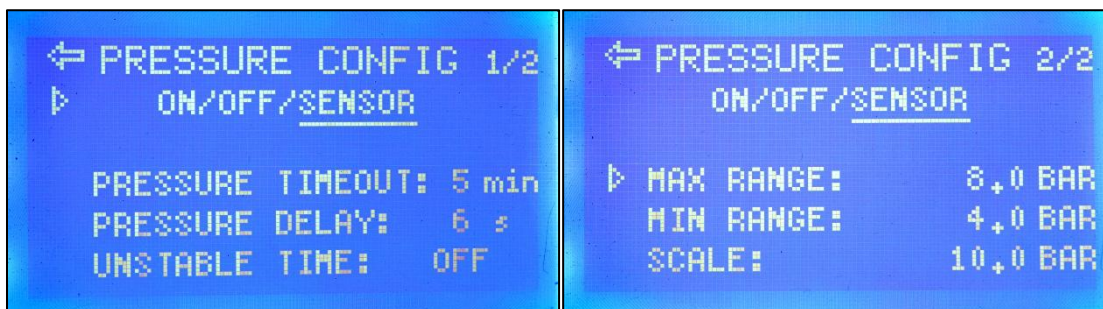 PRESSURE CONFIG 1/2
ON/OFF/SENSOR
PRESSURE TIMEOUT: 5 min
PRESSURE DELAY: 6 s
UNSTABLE TIME: OFF
PRESSURE CONFIG 2/2
ON/OFF/SENSOR
MAX RANGE: 8.0 BAR
MIN RANGE: 4.0 BAR
SCALE: 10.0 BAR